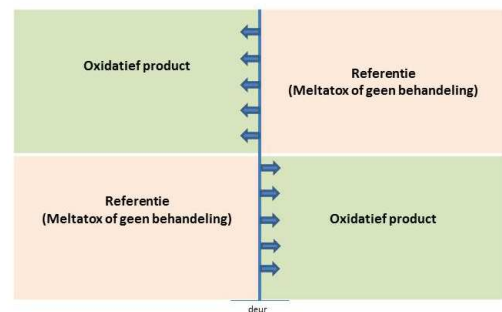 Oxidatief product
Referentie
(Meltatox of geen behandeling)
Referentie
(Meltatox of geen behandeling)
Oxidatief product
deur